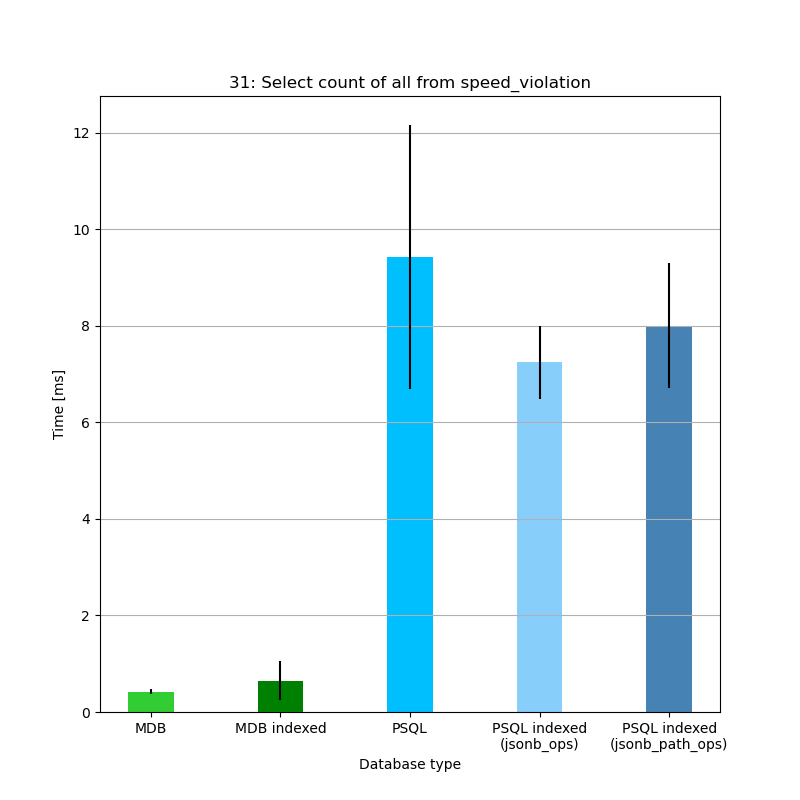 31: Select count of all from speed_violation
12
10
8
6
4
2
0
Time [ms]
MDB
MDB indexed
PSQL
PSQL indexed
(jsonb_ops)
PSQL indexed
(jsonb_path_ops)
Database type